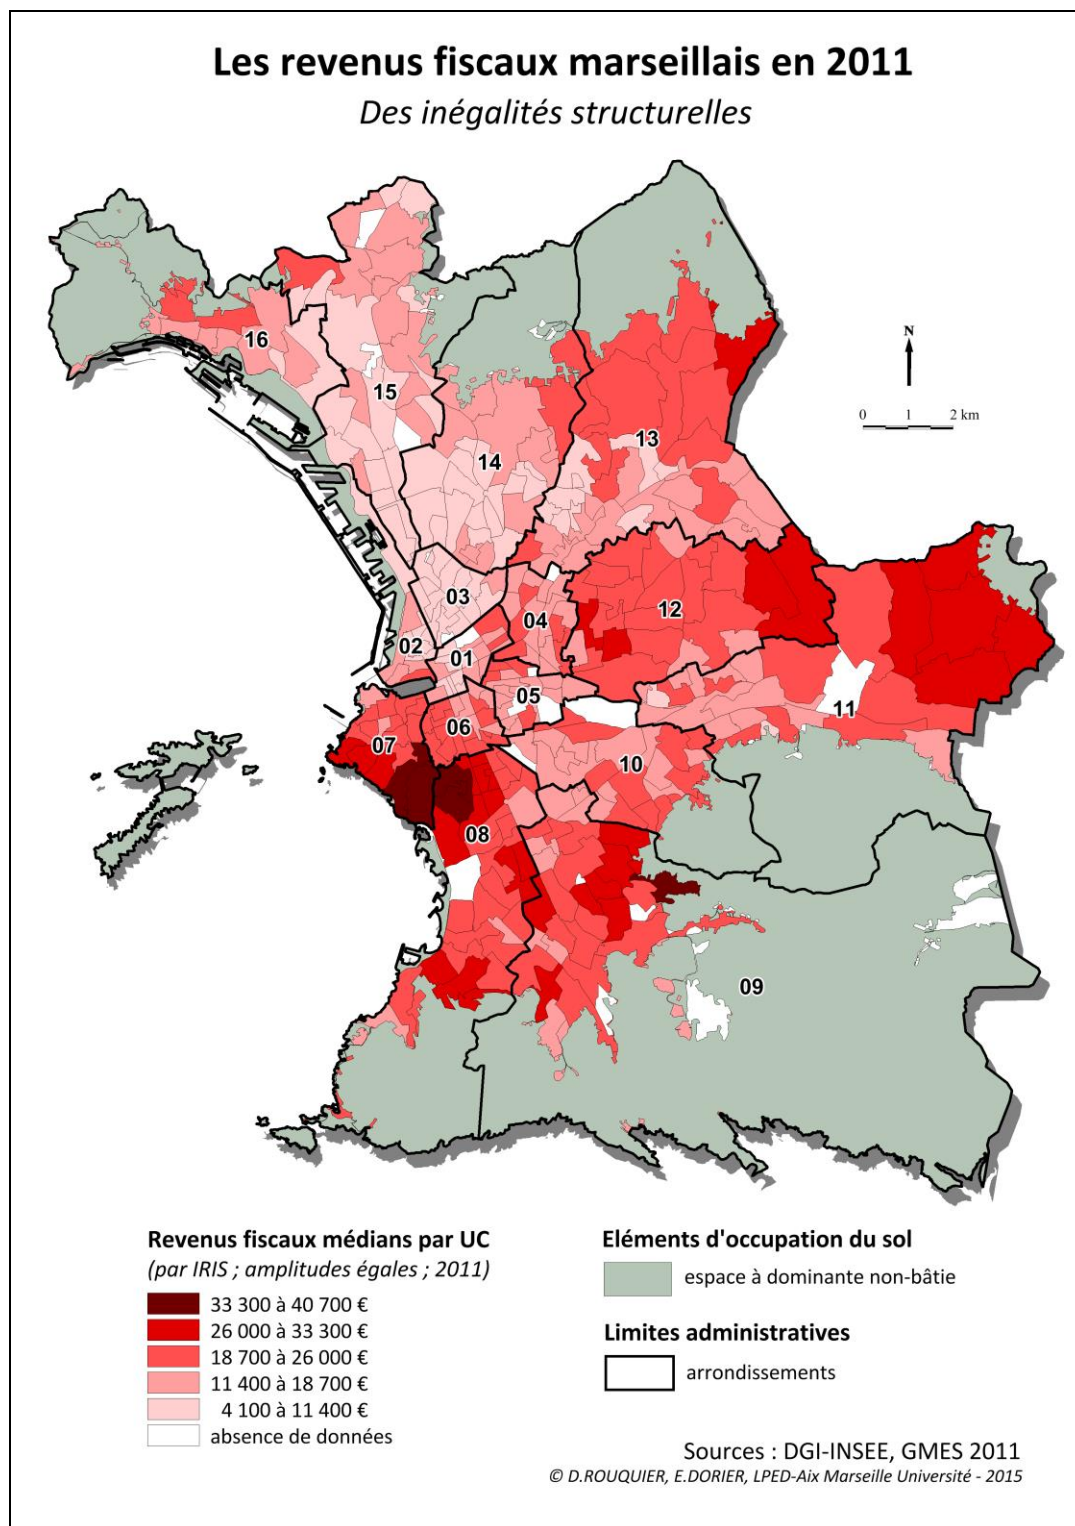 Les revenus fiscaux marseillais en 2011
Des inégalités structurelles
N
0 1 2 km
16
15
14
13
03
04
12
02
01
05
11
06
07
10
08
09
Revenus fiscaux médians par UC
(par IRIS ; amplitudes égales ; 2011)
33 300 à 40 700 €
26 000 à 33 300 €
18 700 à 26 000 €
11 400 à 18 700 €
4 100 à 11 400 €
absence de données
Eléments d'occupation du sol
espace à dominante non-bâtie
Limites administratives
arrondissements
Sources : DGI-INSEE, GMES 2011
© D.ROUQUIER, E.DORIER, LPED-Aix Marseille Université - 2015